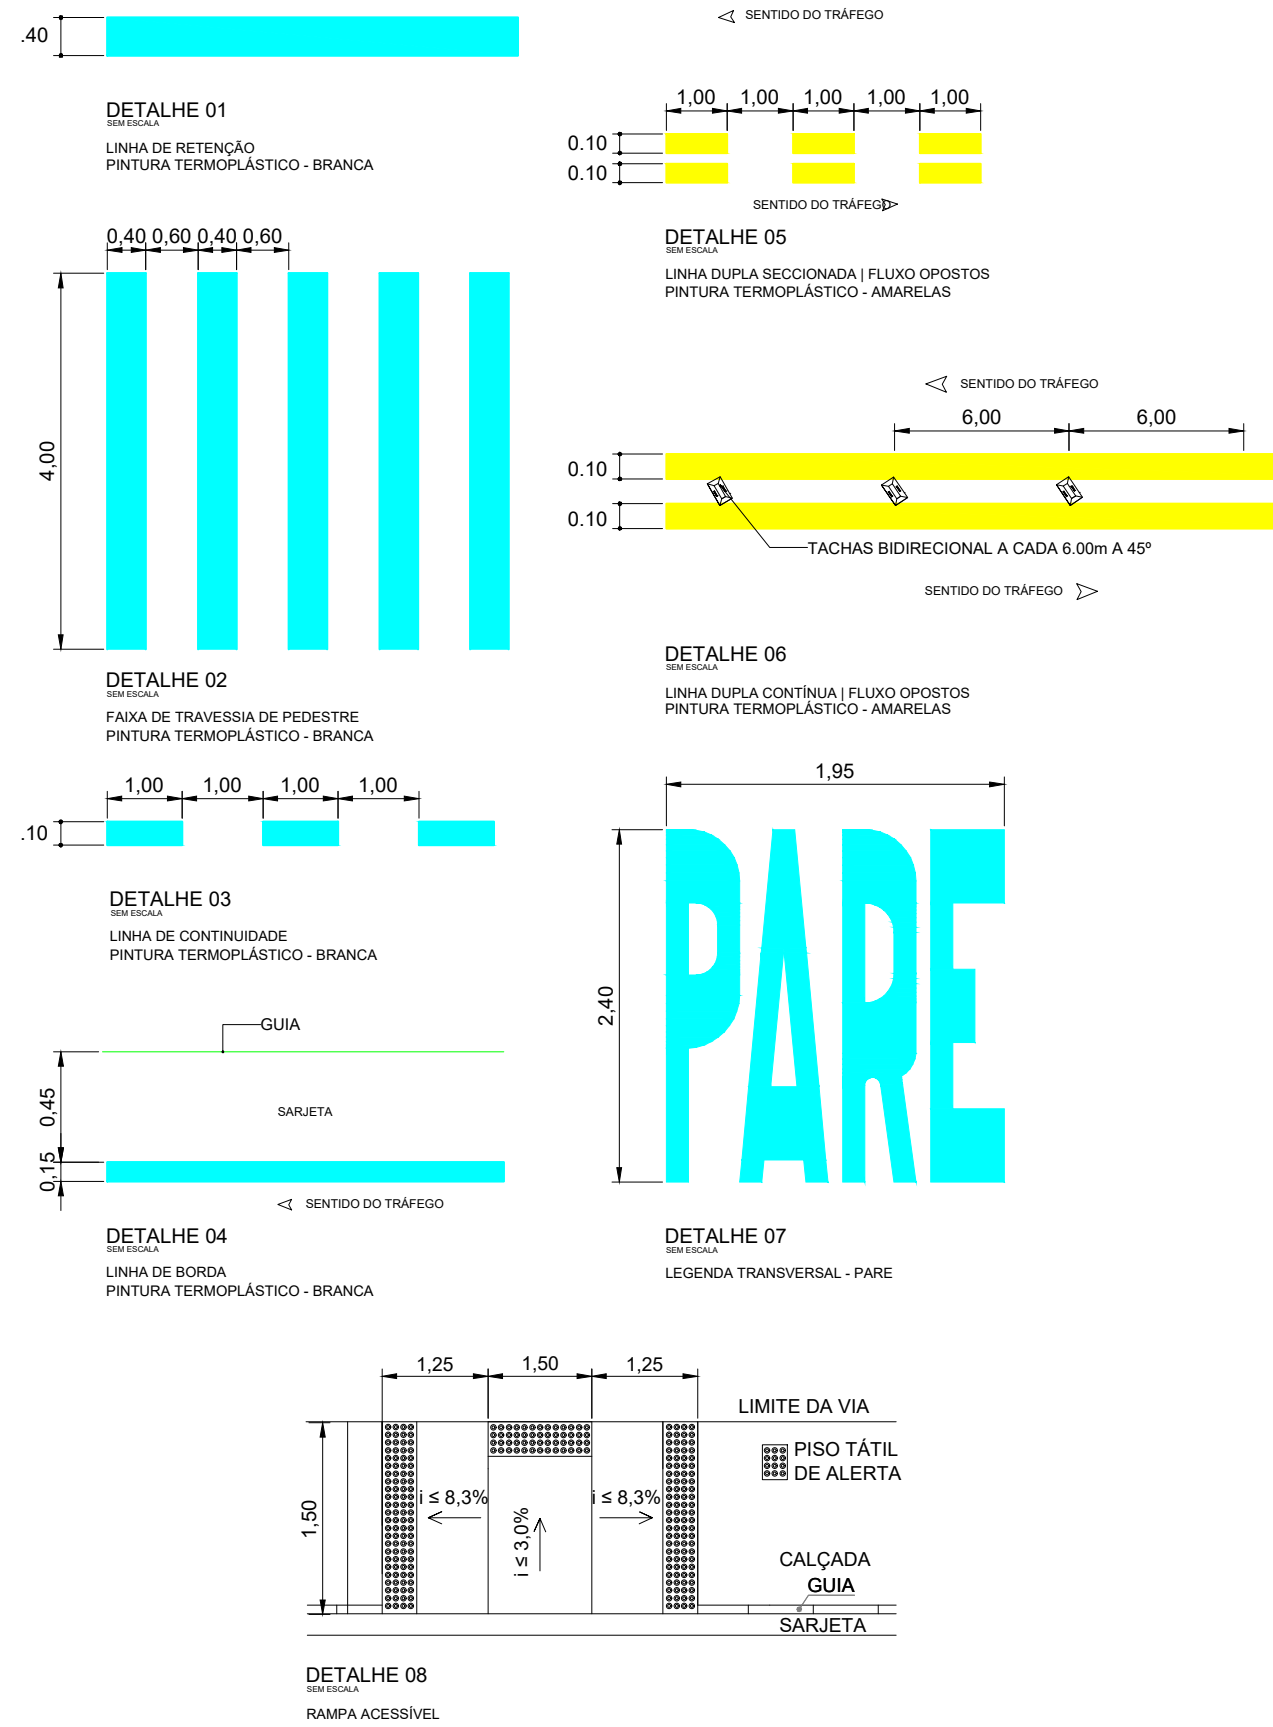 .40
DETALHE 01
SEM ESCALA
LINHA DE RETENÇÃO
PINTURA TERMOPLÁSTICO - BRANCA
0,40 0,60 0,40 0,60
4,00
DETALHE 02
SEM ESCALA
FAIXA DE TRAVESSIA DE PEDESTRE
PINTURA TERMOPLÁSTICO - BRANCA
1,00 1,00 1,00 1,00
.10
DETALHE 03
SEM ESCALA
LINHA DE CONTINUIDADE
PINTURA TERMOPLÁSTICO - BRANCA
GUIA
0,45
SARJETA
0,15
SENTIDO DO TRÁFEGO
DETALHE 04
SEM ESCALA
LINHA DE BORDA
PINTURA TERMOPLÁSTICO - BRANCA
SENTIDO DO TRÁFEGO
1,00 1,00 1,00 1,00 1,00
0.10
0.10
SENTIDO DO TRÁFEGO
DETALHE 05
SEM ESCALA
LINHA DUPLA SECCIONADA | FLUXO OPOSTOS
PINTURA TERMOPLÁSTICO - AMARELAS
SENTIDO DO TRÁFEGO
6,00 6,00
0.10
0.10
TACHAS BIDIRECIONAL A CADA 6.00m A 45º
SENTIDO DO TRÁFEGO
DETALHE 06
SEM ESCALA
LINHA DUPLA CONTÍNUA | FLUXO OPOSTOS
PINTURA TERMOPLÁSTICO - AMARELAS
1,95
2,40
PARE
DETALHE 07
SEM ESCALA
LEGENDA TRANSVERSAL - PARE
1,25 1,50 1,25
LIMITE DA VIA
PISO TÁTIL
DE ALERTA
i ≤ 8,3%
i ≤ 8,3%
1,50
i ≤ 3,0%
CALÇADA
GUIA
SARJETA
DETALHE 08
SEM ESCALA
RAMPA ACESSÍVEL